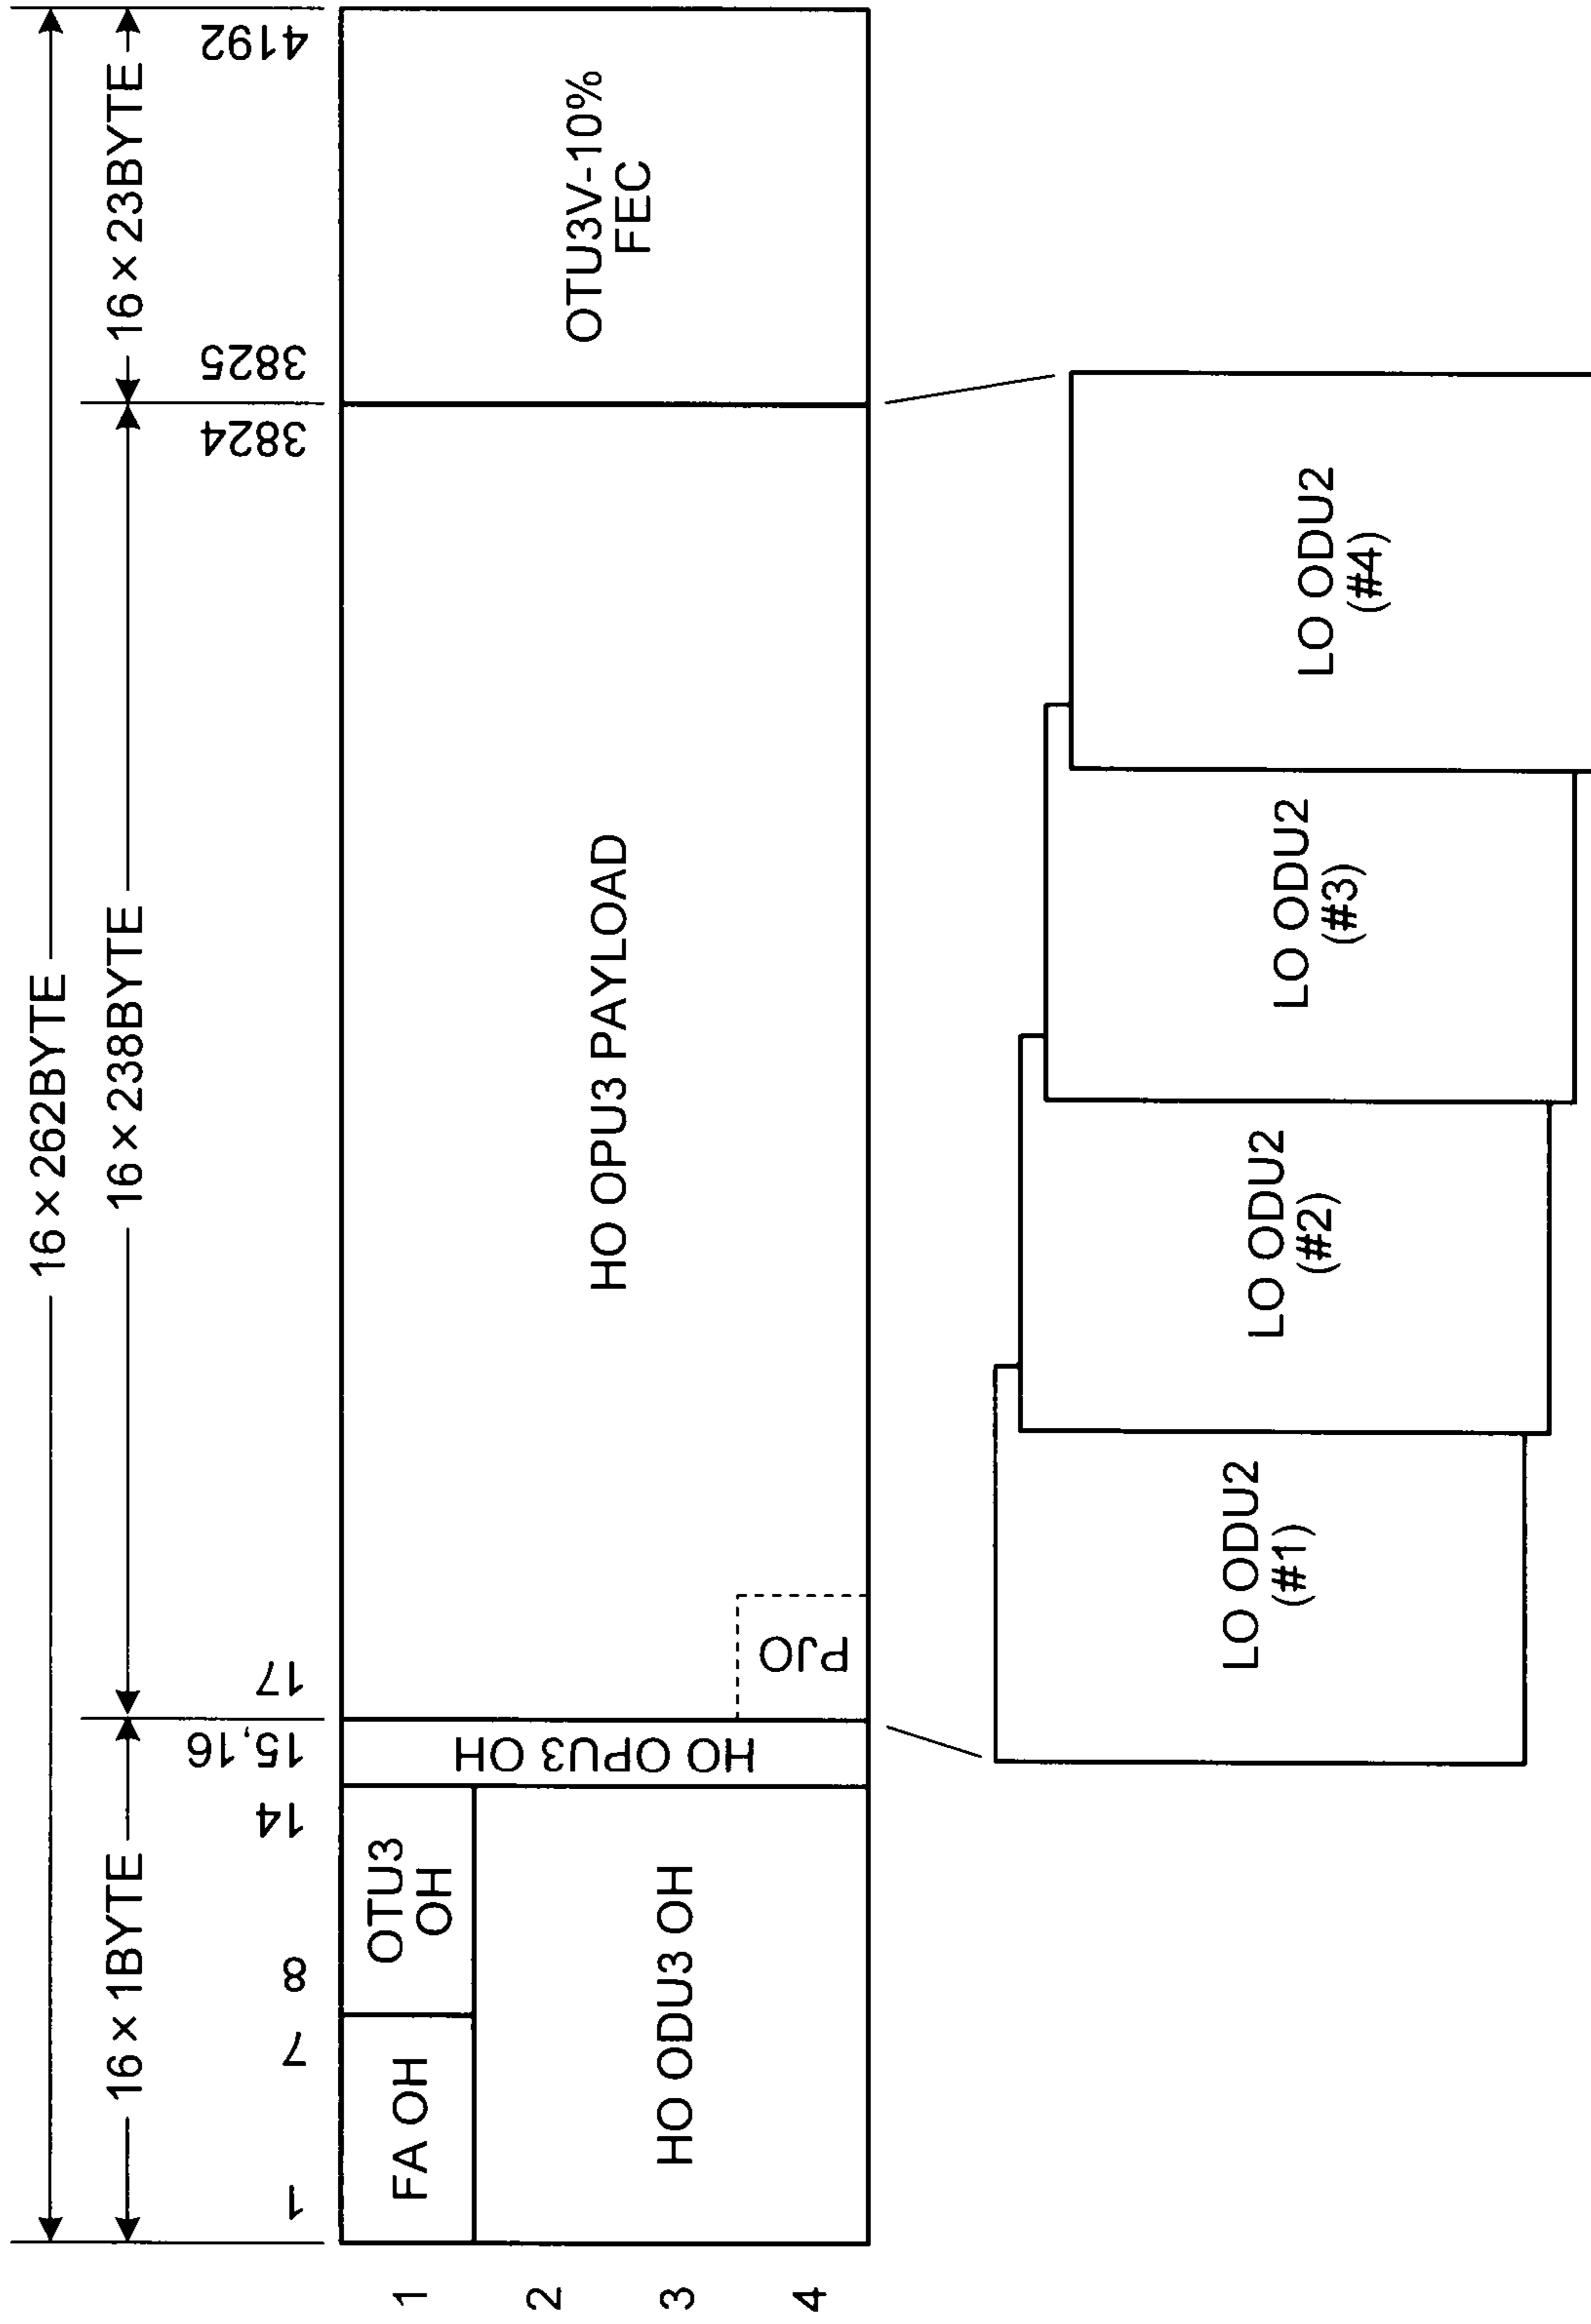 16×262BYTE
16×1BYTE
16×238BYTE
16×23BYTE
1
7
8
14
15,16
17
3824
3825
4192
1
2
3
4
FA OH
OTU3
OH
HO ODU3 OH
HO OPU3 OH
PJO
HO OPU3 PAYLOAD
OTU3V-10%
FEC
LO ODU2
(#1)
LO ODU2
(#2)
LO ODU2
(#3)
LO ODU2
(#4)